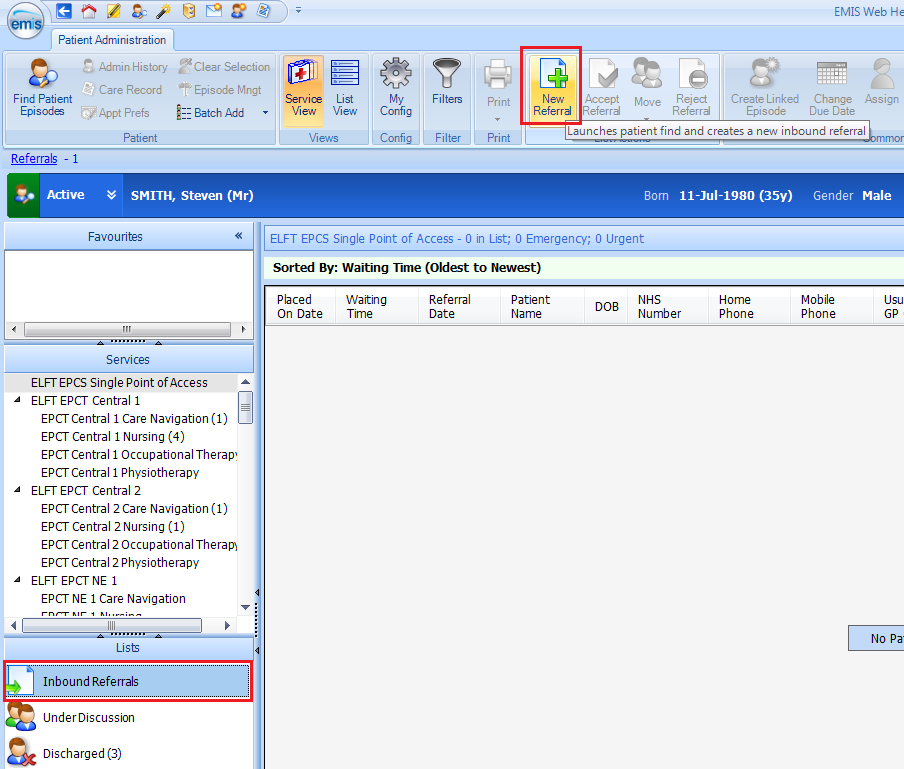 emis
EMIS Web He
Patient Administration
Find Patient Episodes
Admin History
Care Record
Appt Prefs
Clear Selection
Episode Mngt
Batch Add
Patient
Service View
List View
Views
My Config
Config
Filters
Filter
Print
Print
New Referral
Accept Referral
Move
Reject Referral
Create Linked Episode
Change Due Date
Assign
Common
Launches patient find and creates a new inbound referral
Referrals - 1
Active
SMITH, Steven (Mr)
Born 11-Jul-1980 (35y) Gender Male
Favourites
ELFT EPCS Single Point of Access - 0 in List; 0 Emergency; 0 Urgent
Sorted By: Waiting Time (Oldest to Newest)
Placed On Date
Waiting Time
Referral Date
Patient Name
DOB
NHS Number
Home Phone
Mobile Phone
Usu
GP
Services
ELFT EPCS Single Point of Access
ELFT EPCT Central 1
EPCT Central 1 Care Navigation (1)
EPCT Central 1 Nursing (4)
EPCT Central 1 Occupational Therapy
EPCT Central 1 Physiotherapy
ELFT EPCT Central 2
EPCT Central 2 Care Navigation (1)
EPCT Central 2 Nursing (1)
EPCT Central 2 Occupational Therapy
EPCT Central 2 Physiotherapy
ELFT EPCT NE 1
EPCT NE 1 Care Navigation
EPCT NE 1 Nursing
No Pa
Lists
Inbound Referrals
Under Discussion
Discharged (3)